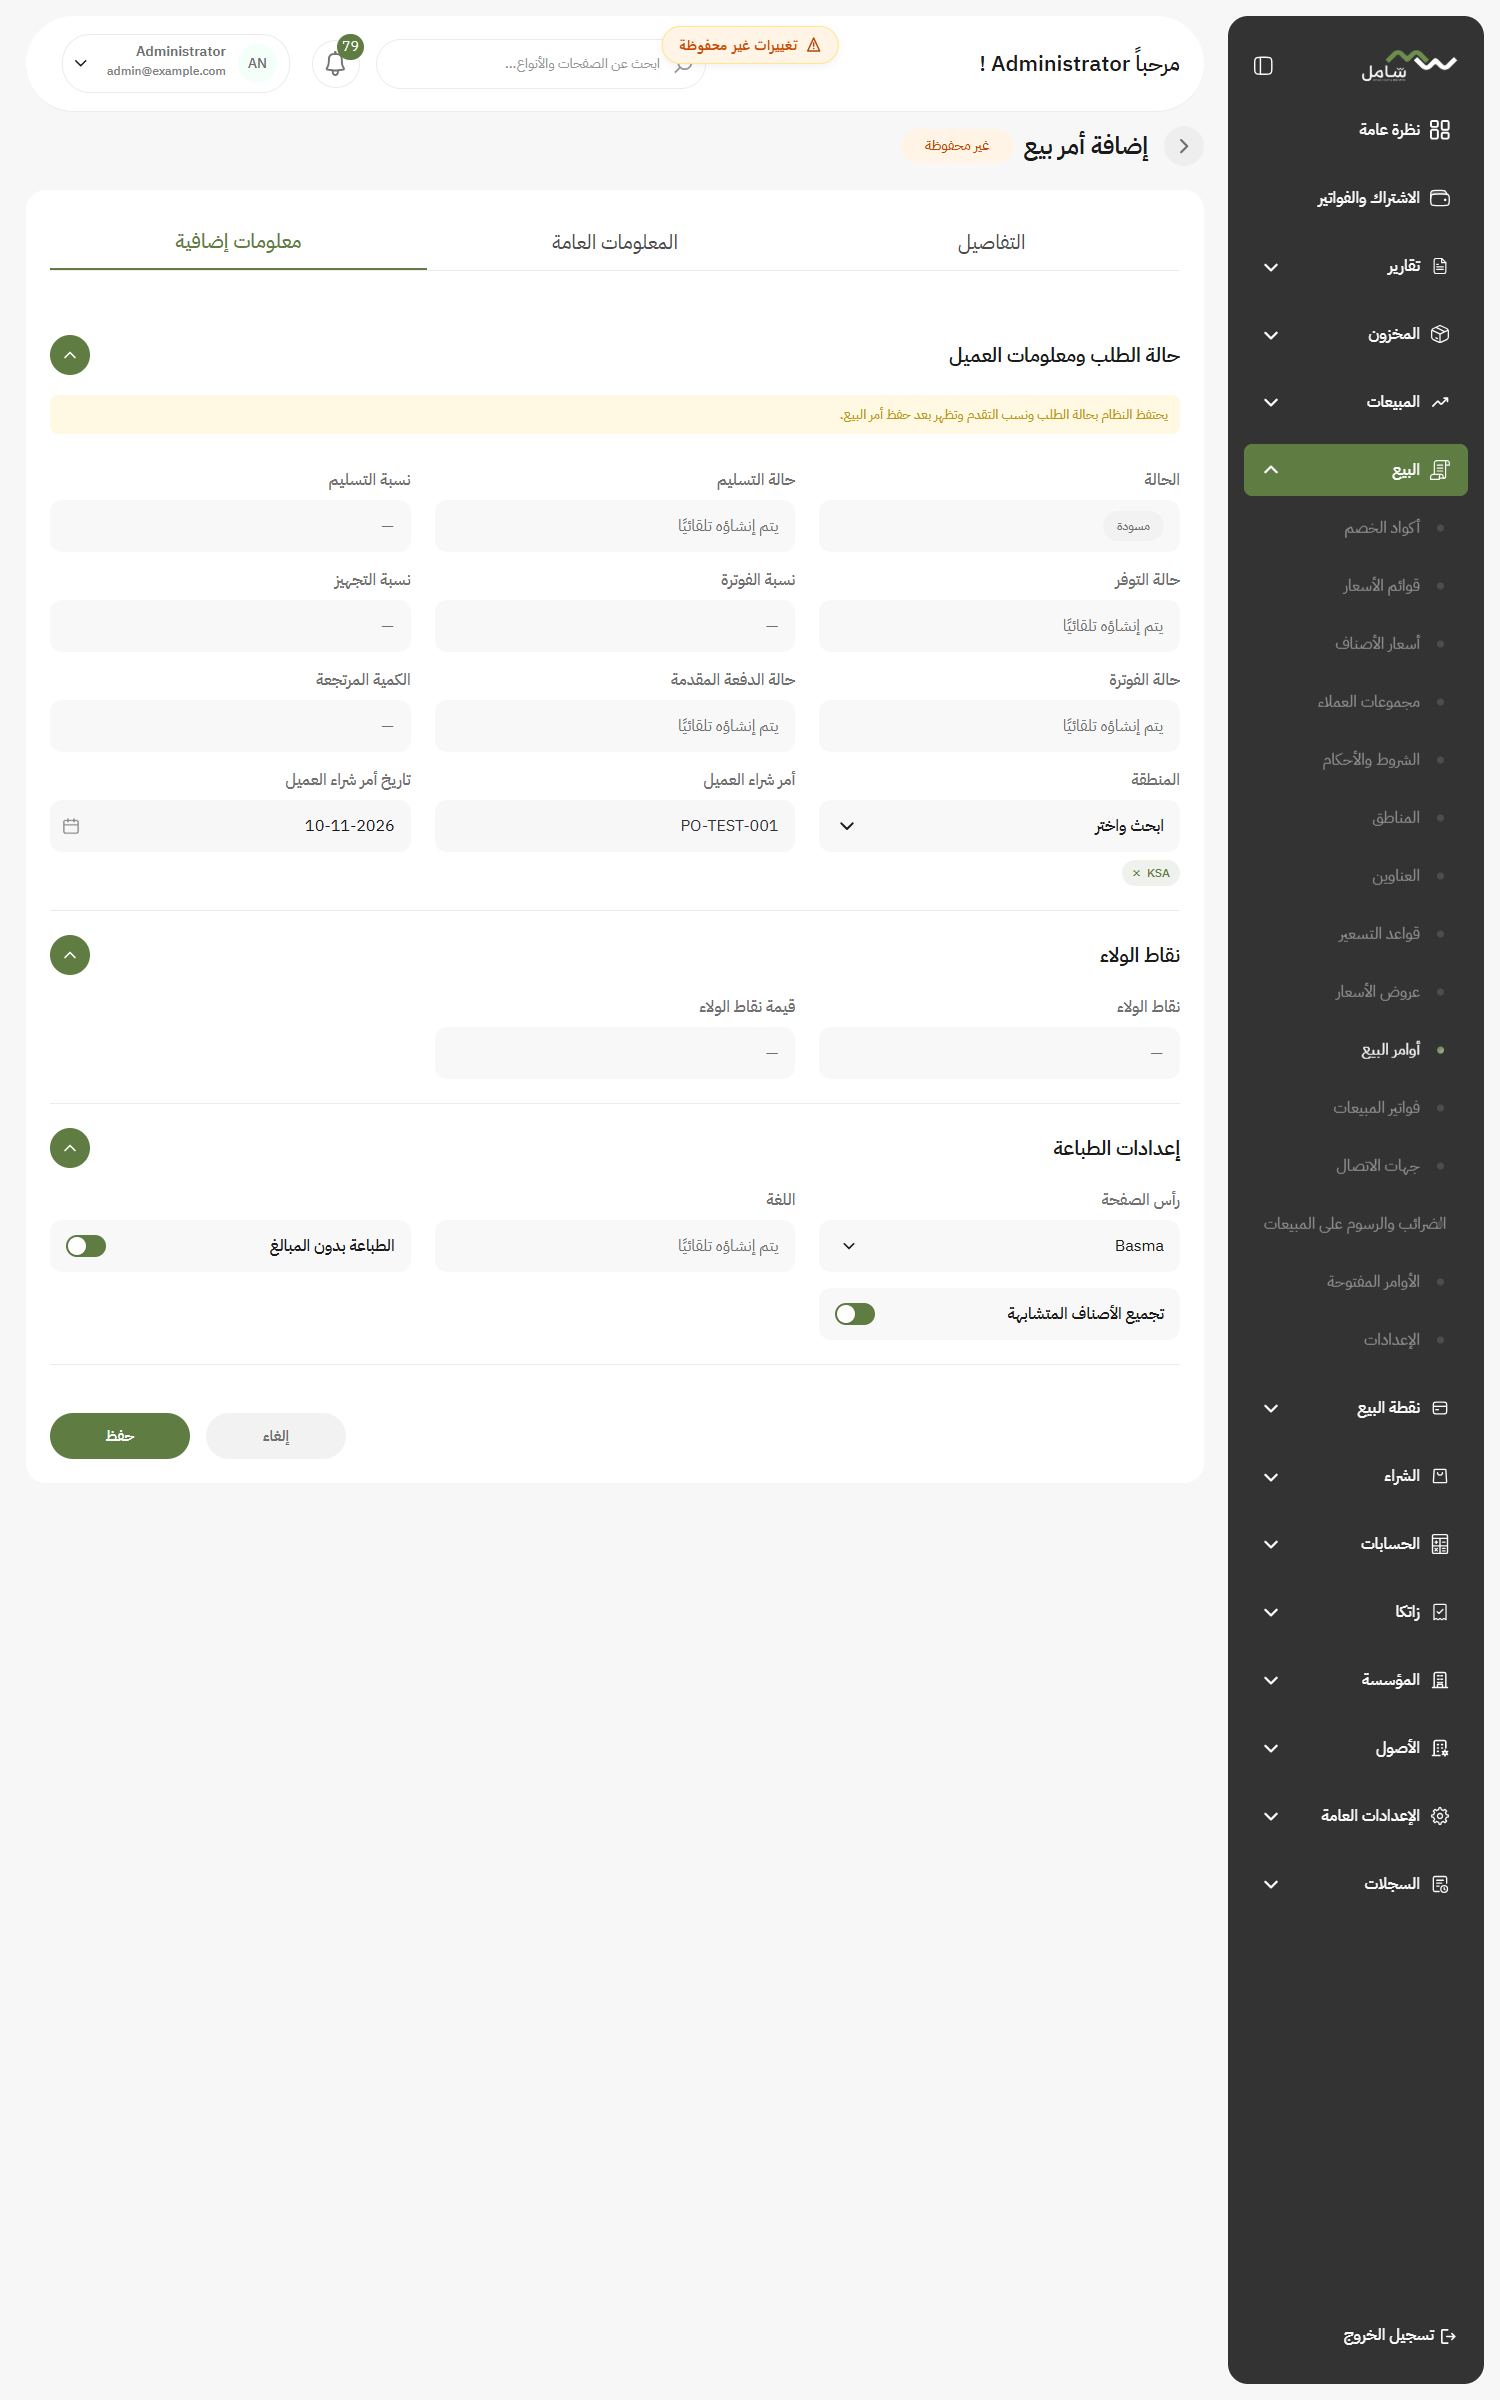 شامل
نظرة عامة
الاشتراك والفواتير
تقارير
المخزون
المبيعات
البيع
أكواد الخصم
قوائم الأسعار
أسعار الأصناف
مجموعات العملاء
الشروط والأحكام
المناطق
العناوين
قواعد التسعير
عروض الأسعار
أوامر البيع
فواتير المبيعات
جهات الاتصال
الضرائب والرسوم على المبيعات
الأوامر المفتوحة
الإعدادات
نقطة البيع
الشراء
الحسابات
زاتكا
المؤسسة
الأصول
الإعدادات العامة
السجلات
تسجيل الخروج
مرحباً Administrator !
تغييرات غير محفوظة
ابحث عن الصفحات والأنواع...
79
AN
Administrator
admin@example.com
إضافة أمر بيع
غير محفوظة
التفاصيل
المعلومات العامة
معلومات إضافية
حالة الطلب ومعلومات العميل
يحتفظ النظام بحالة الطلب ونسب التقدم وتظهر بعد حفظ أمر البيع.
الحالة
حالة التسليم
نسبة التسليم
مسودة
يتم إنشاؤه تلقائيًا
—
حالة التوفر
نسبة الفوترة
نسبة التجهيز
يتم إنشاؤه تلقائيًا
—
—
حالة الفوترة
حالة الدفعة المقدمة
الكمية المرتجعة
يتم إنشاؤه تلقائيًا
يتم إنشاؤه تلقائيًا
—
المنطقة
أمر شراء العميل
تاريخ أمر شراء العميل
ابحث واختر
PO-TEST-001
10-11-2026
KSA ×
نقاط الولاء
نقاط الولاء
قيمة نقاط الولاء
—
—
إعدادات الطباعة
رأس الصفحة
اللغة
Basma
يتم إنشاؤه تلقائيًا
الطباعة بدون المبالغ
تجميع الأصناف المتشابهة
إلغاء
حفظ